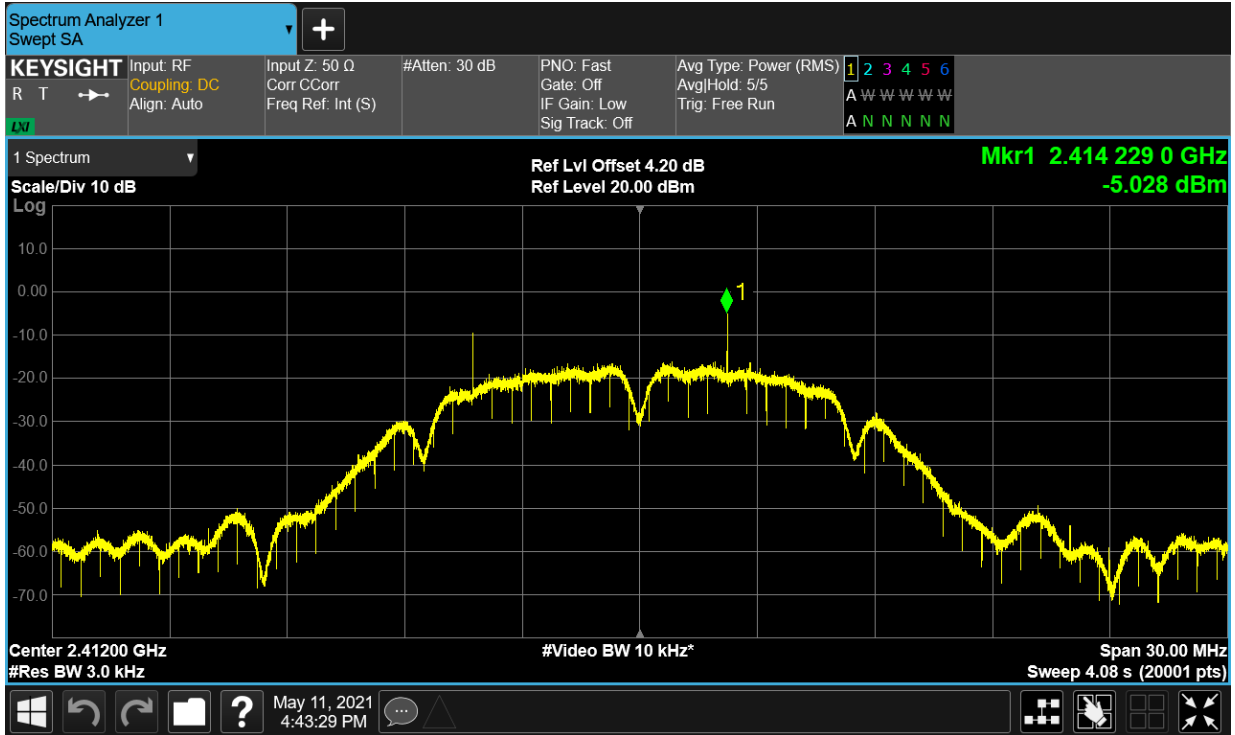 Spectrum Analyzer 1
Swept SA
+
KEYSIGHT
R T
LXI
Input: RF
Coupling: DC
Align: Auto
Input Z: 50 Ω
Corr CCorr
Freq Ref: Int (S)
#Atten: 30 dB
PNO: Fast
Gate: Off
IF Gain: Low
Sig Track: Off
Avg Type: Power (RMS)
Avg|Hold: 5/5
Trig: Free Run
1 2 3 4 5 6
A W W W W W
A N N N N N
1 Spectrum
Scale/Div 10 dB
Log
Ref Lvl Offset 4.20 dB
Ref Level 20.00 dBm
Mkr1 2.414 229 0 GHz
-5.028 dBm
10.0
0.00
1
-10.0
-20.0
-30.0
-40.0
-50.0
-60.0
-70.0
Center 2.41200 GHz
#Res BW 3.0 kHz
#Video BW 10 kHz*
Span 30.00 MHz
Sweep 4.08 s (20001 pts)
?
May 11, 2021
4:43:29 PM